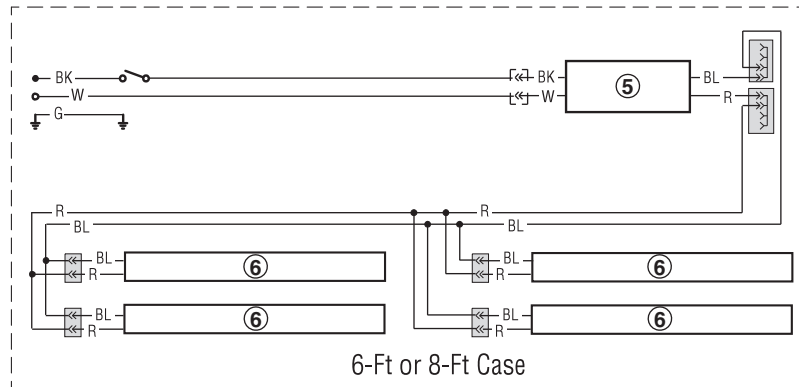 BK BK 5 BL
W W R
G
R R
BL BL
BL 6 BL 6
R R
BL 6 BL 6
R R
6-Ft or 8-Ft Case